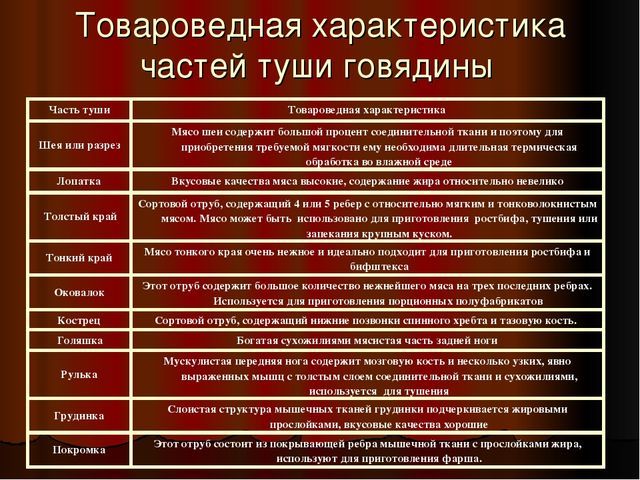 Товароведная характеристика
частей туши говядины
Часть туши
Товароведная характеристика
Шея или разрез
Мясо шеи содержит большой процент соединительной ткани и поэтому для
приобретения требуемой мягкости ему необходима длительная термическая
обработка во влажной среде
Лопатка
Вкусовые качества мяса высокие, содержание жира относительно невелико
Толстый край
Сортовой отруб, содержащий 4 или 5 ребер с относительно мягким и тонковолокнистым
мясом. Мясо может быть использовано для приготовления ростбифа, тушения или
запекания крупным куском.
Тонкий край
Мясо тонкого края очень нежное и идеально подходит для приготовления ростбифа и
бифштекса
Оковалок
Этот отруб содержит большое количество нежнейшего мяса на трех последних ребрах.
Используется для приготовления порционных полуфабрикатов
Кострец
Сортовой отруб, содержащий нижние позвонки спинного хребта и тазовую кость.
Голяшка
Богатая сухожилиями мясистая часть задней ноги
Рулька
Мускулистая передняя нога содержит мозговую кость и несколько узких, явно
выраженных мышц с толстым слоем соединительной ткани и сухожилиями,
используется для тушения
Грудинка
Слоистая структура мышечных тканей грудинки подчеркивается жировыми
прослойками, вкусовые качества хорошие
Покромка
Этот отруб состоит из покрывающей ребра мышечной ткани с прослойками жира,
используют для приготовления фарша.